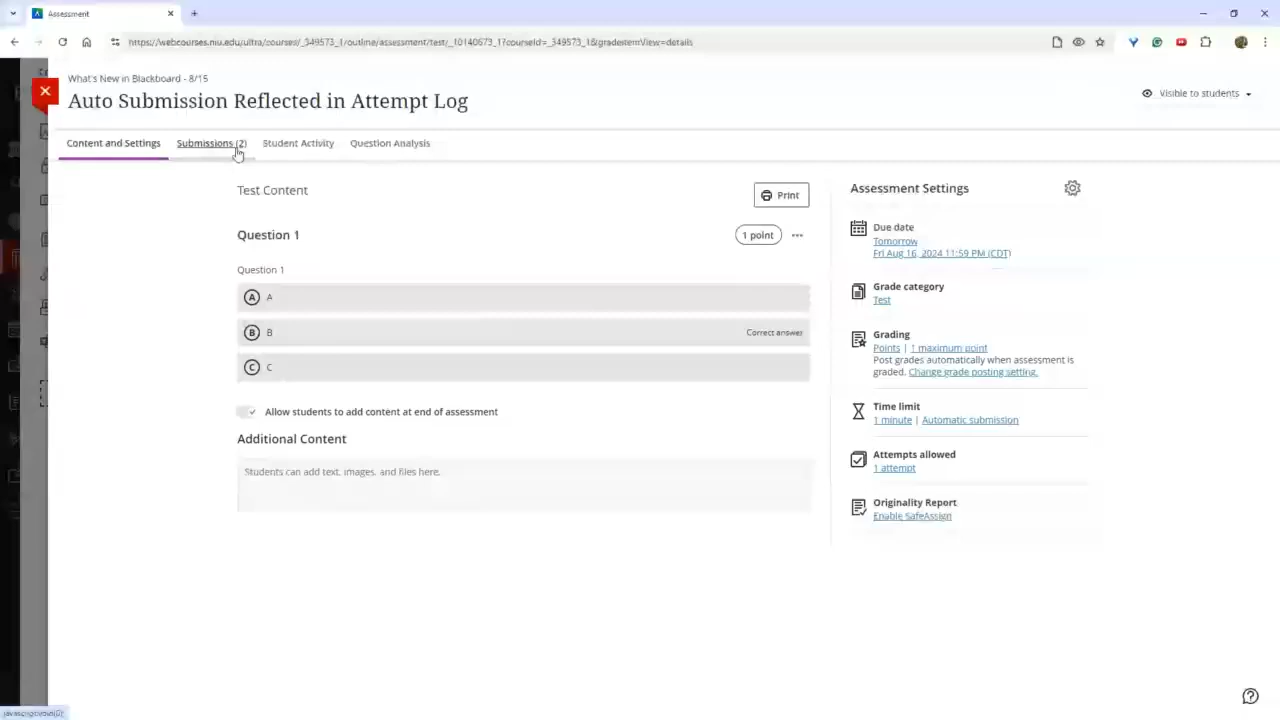 Assessment
https://webcourses.niu.edu/ultra/courses/_349573_1/outline/assessment/test/_10140673_1?courseId=_349573_1&gradeitemView=details
What's New in Blackboard - 8/15
Auto Submission Reflected in Attempt Log
Visible to students
Content and Settings
Submissions (2)
Student Activity
Question Analysis
Test Content
Print
Question 1
1 point
Question 1
A A
B B Correct answer
C C
Allow students to add content at end of assessment
Additional Content
Students can add text, images, and files here.
Assessment Settings
Due date
Tomorrow
Fri Aug 16, 2024 11:59 PM (CDT)
Grade category
Test
Grading
Points | 1 maximum point
Post grades automatically when assessment is
graded. Change grade posting setting.
Time limit
1 minute | Automatic submission
Attempts allowed
1 attempt
Originality Report
Enable SafeAssign
javascript:void(0);